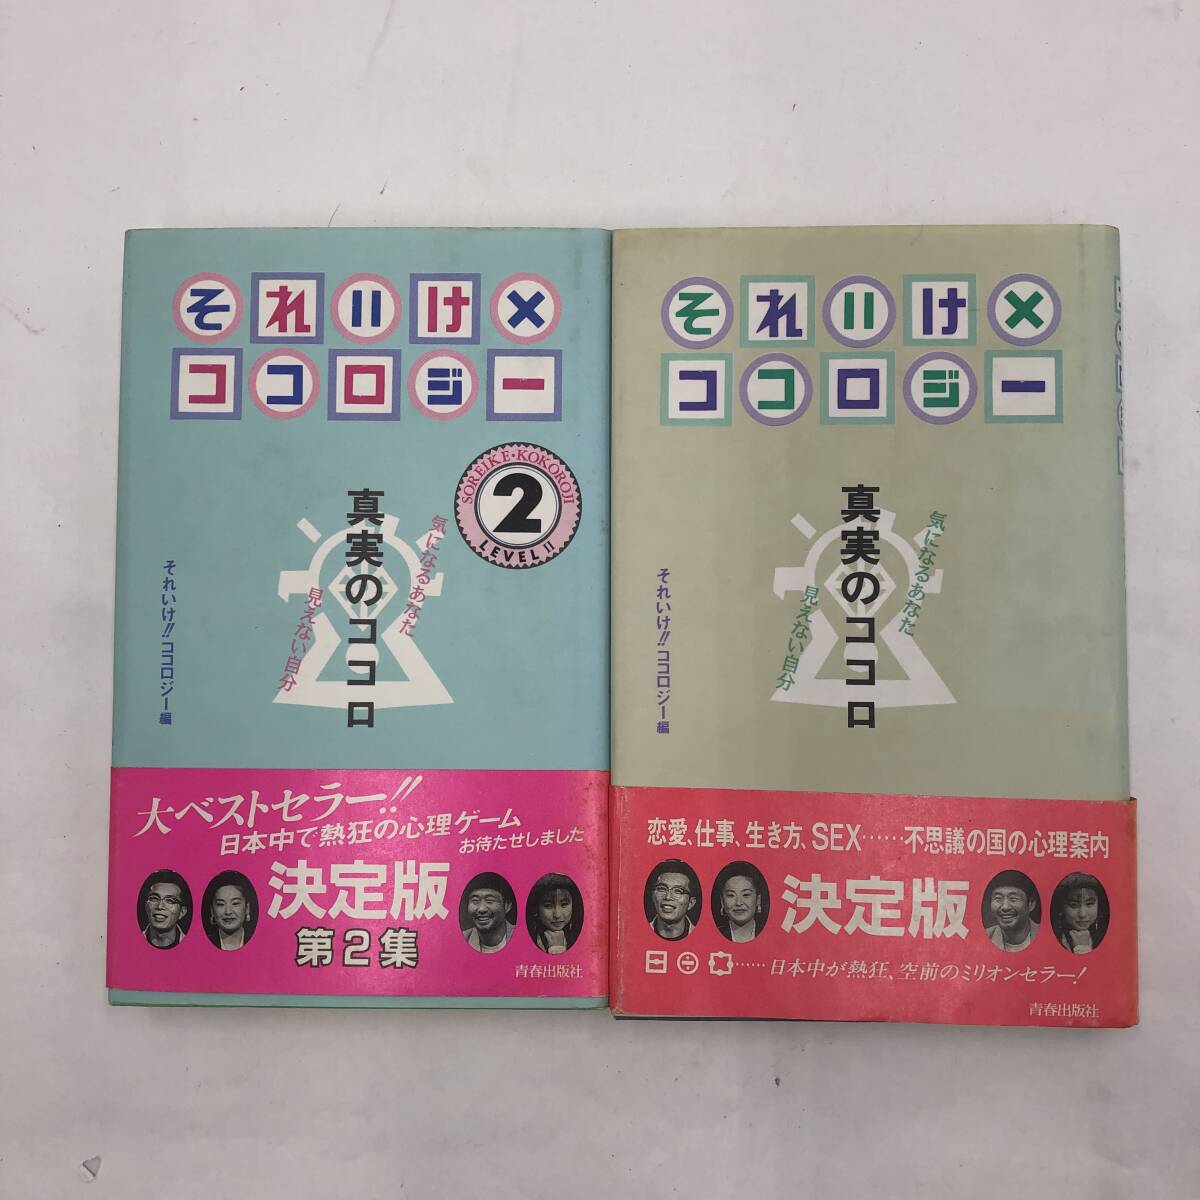 それいけ×
ココロジー
SOREIKE・KOKOROJI
2
LEVEL II
真実のココロ
気になるあなた
見えない自分
それいけ!!ココロジー編
大ベストセラー!!
日本中で熱狂の心理ゲーム
お待たせしました
決定版
第2集
青春出版社
それいけ×
ココロジー
真実のココロ
気になるあなた
見えない自分
それいけ!!ココロジー編
恋愛、仕事、生き方、SEX……不思議の国の心理案内
決定版
……日本中が熱狂、空前のミリオンセラー!
青春出版社